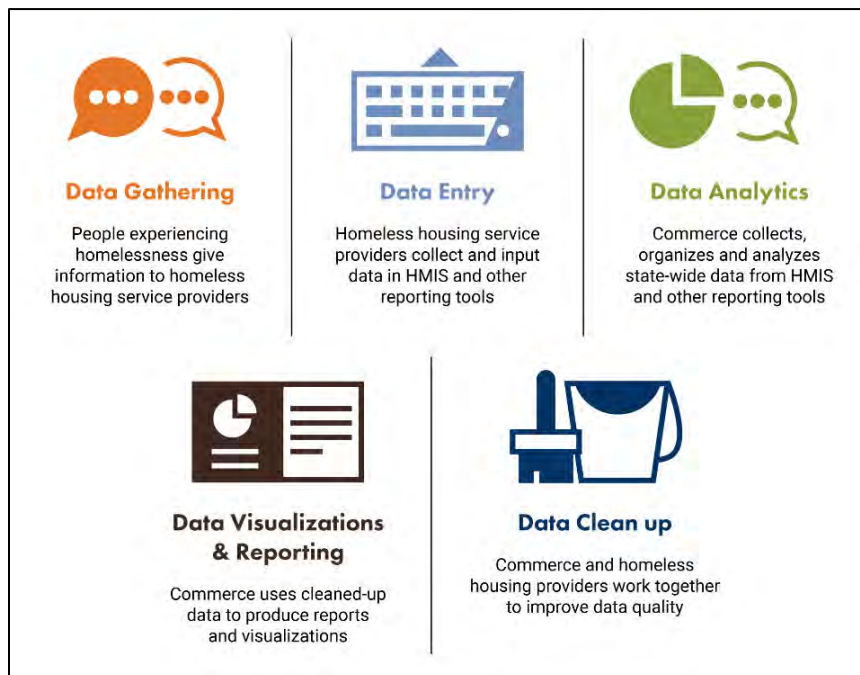 Data Gathering
People experiencing
homelessness give
information to homeless
housing service providers
Data Entry
Homeless housing service
providers collect and input
data in HMIS and other
reporting tools
Data Analytics
Commerce collects,
organizes and analyzes
state-wide data from HMIS
and other reporting tools
Data Visualizations
& Reporting
Commerce uses cleaned-up
data to produce reports
and visualizations
Data Clean up
Commerce and homeless
housing providers work together
to improve data quality